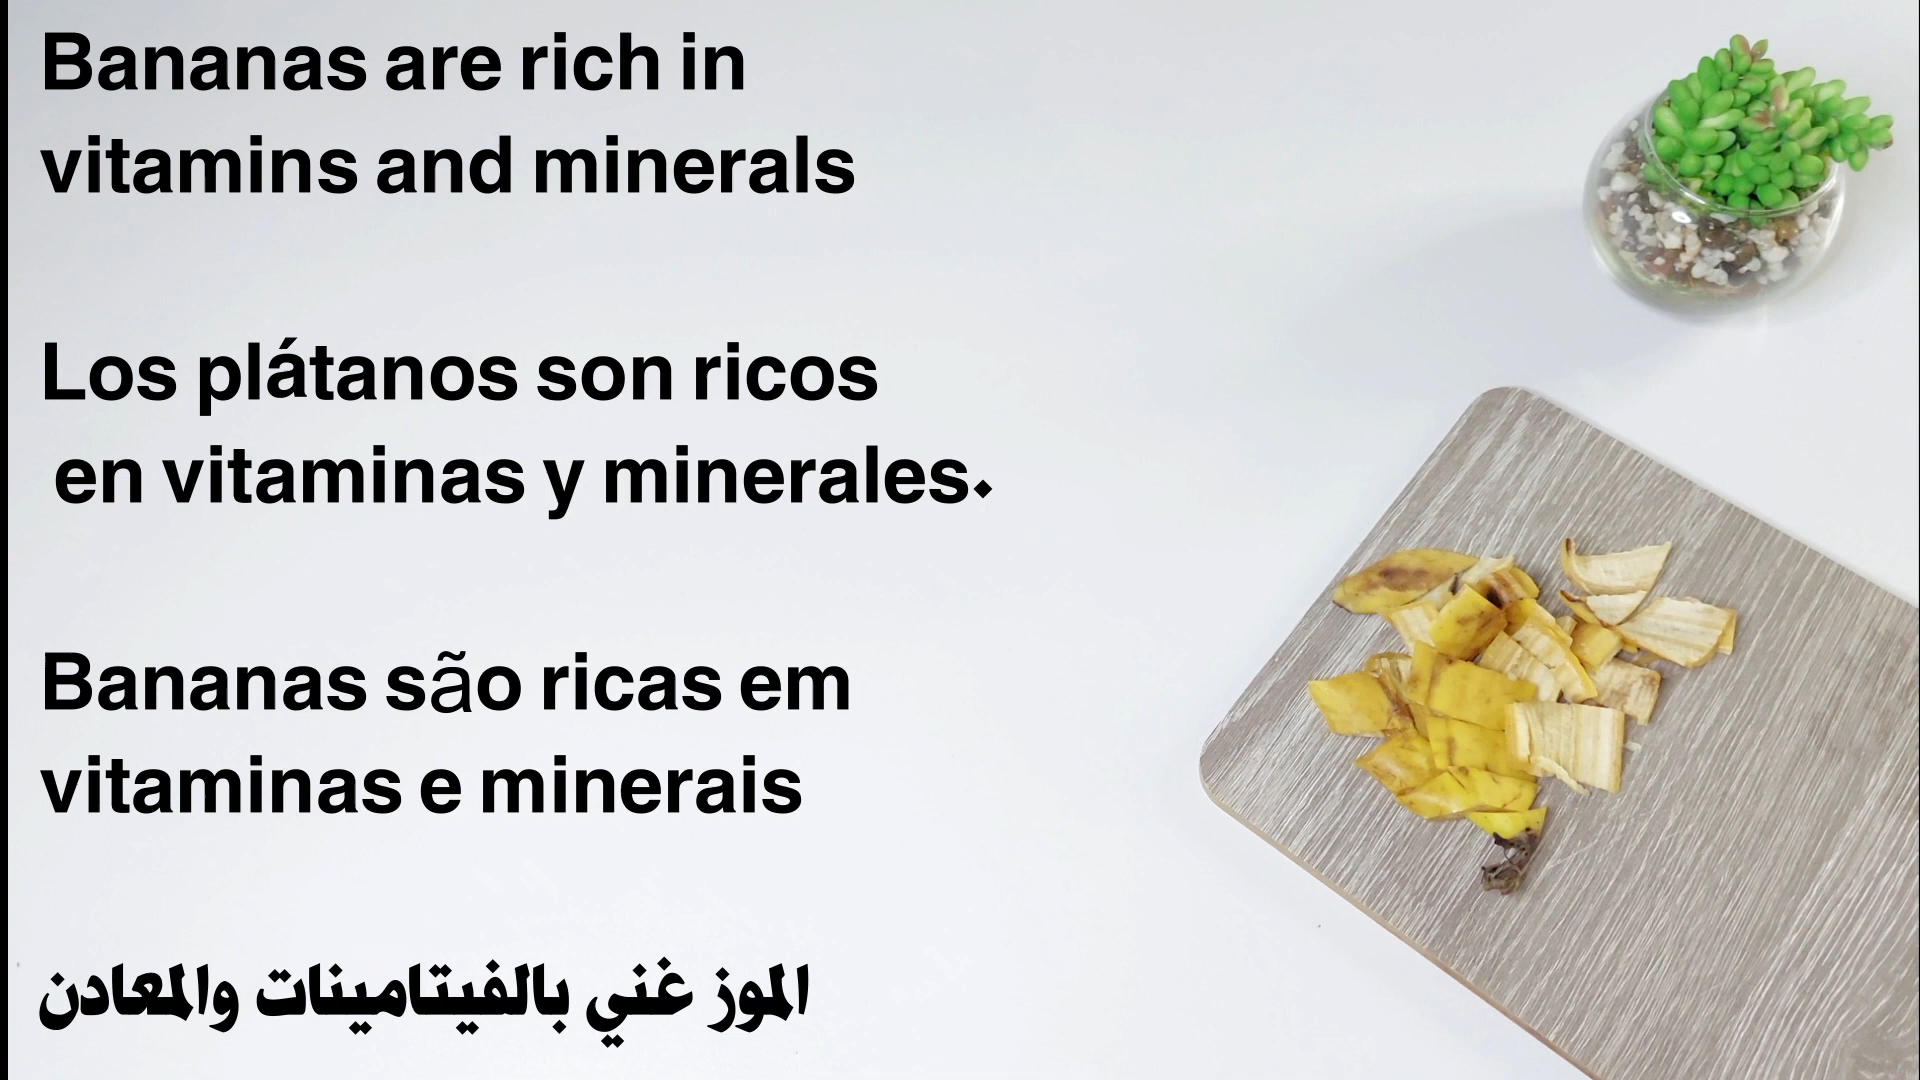 Bananas are rich in
vitamins and minerals
Los plátanos son ricos
en vitaminas y minerales.
Bananas são ricas em
vitaminas e minerais
الموز غني بالفيتامينات والمعادن